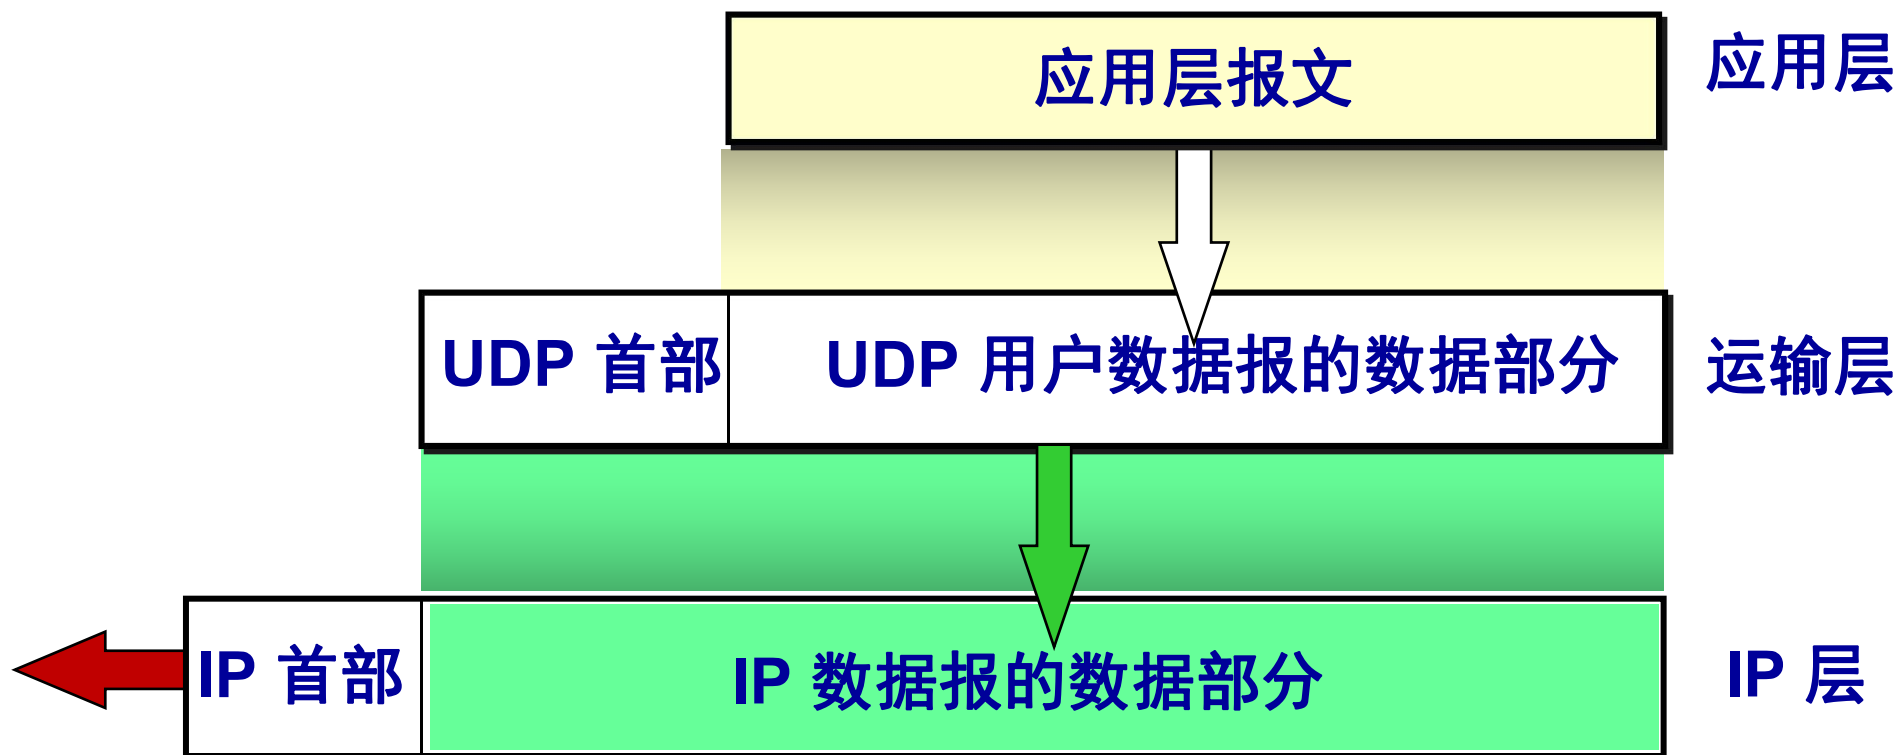 应用层报文
应用层
UDP 首部
UDP 用户数据报的数据部分
运输层
IP 首部
IP 数据报的数据部分
IP 层